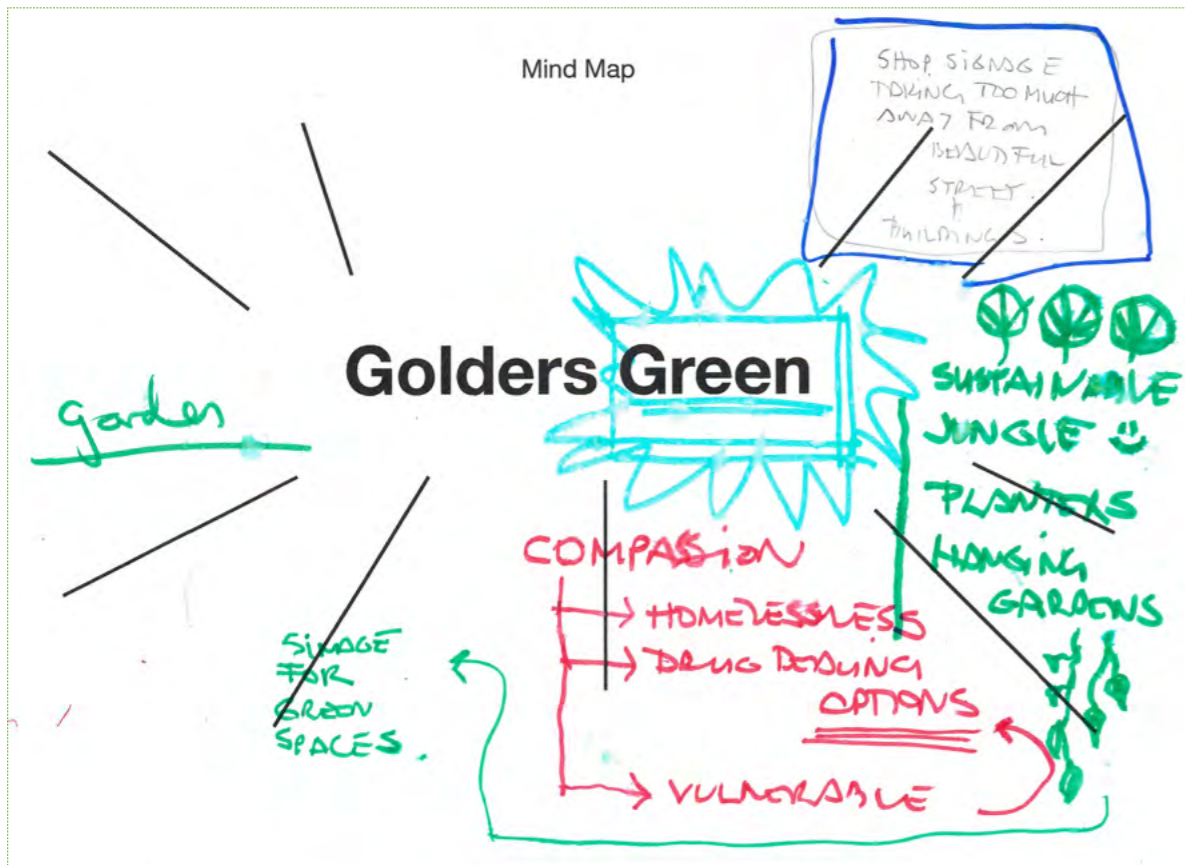 Mind Map
SHOP SIGNAGE
TAKING TOO MUCH
AWAY FROM
BEAUTIFUL
STREET.
BUILDINGS.
Golders Green
Garden
SUSTAINABLE
JUNGLE
PLANTERS
HANGING
GARDENS
COMPASSION
HOMELESSNESS
DRUG DEALING
OPTIONS
VULNERABLE
SINAGE
FOR
GREEN
SPACES.